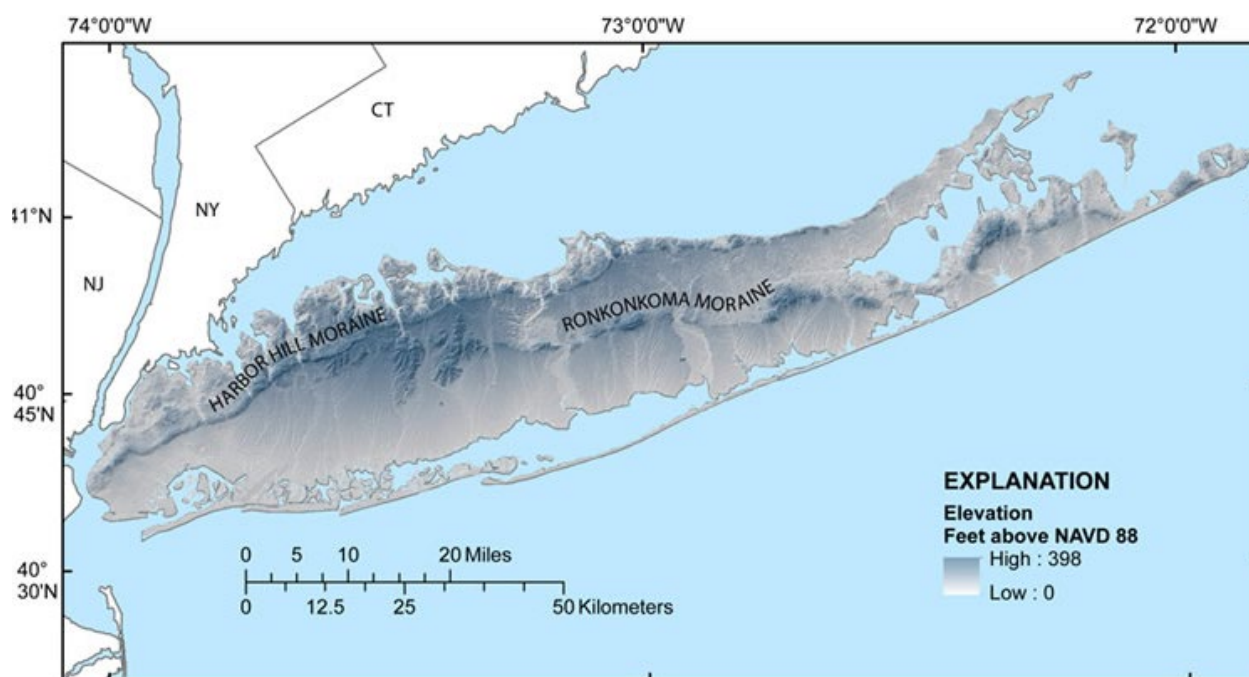 74°0'0"W 73°0'0"W 72°0'0"W
CT
41°
N
NY
NJ
HARBOR HILL MORAINE
RONKONKOMA MORAINE
40°
45'N
EXPLANATION
Elevation
Feet above NAVD 88
High : 398
Low : 0
0 5 10 20 Miles
0 12.5 25 50 Kilometers
40°
30'N